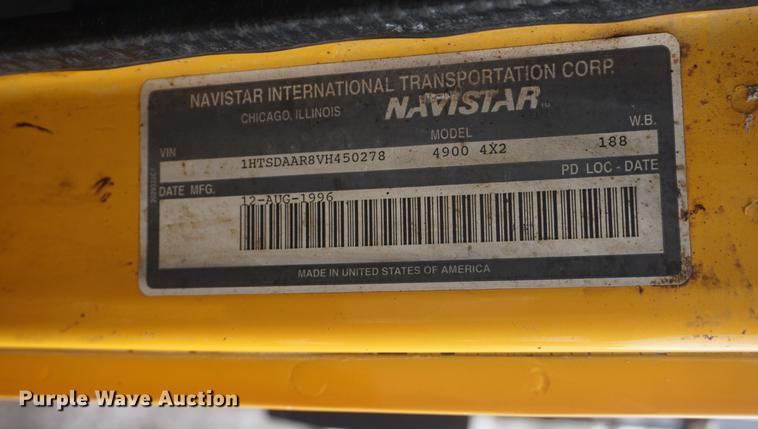 NAVISTAR INTERNATIONAL TRANSPORTATION CORP.
CHICAGO, ILLINOIS NAVISTAR
VIN MODEL W.B.
1HTSDAAR8VH450278 4900 4X2 188
DATE MFG. PD LOC - DATE
12-AUG-1996
MADE IN UNITED STATES OF AMERICA
Purple Wave Auction